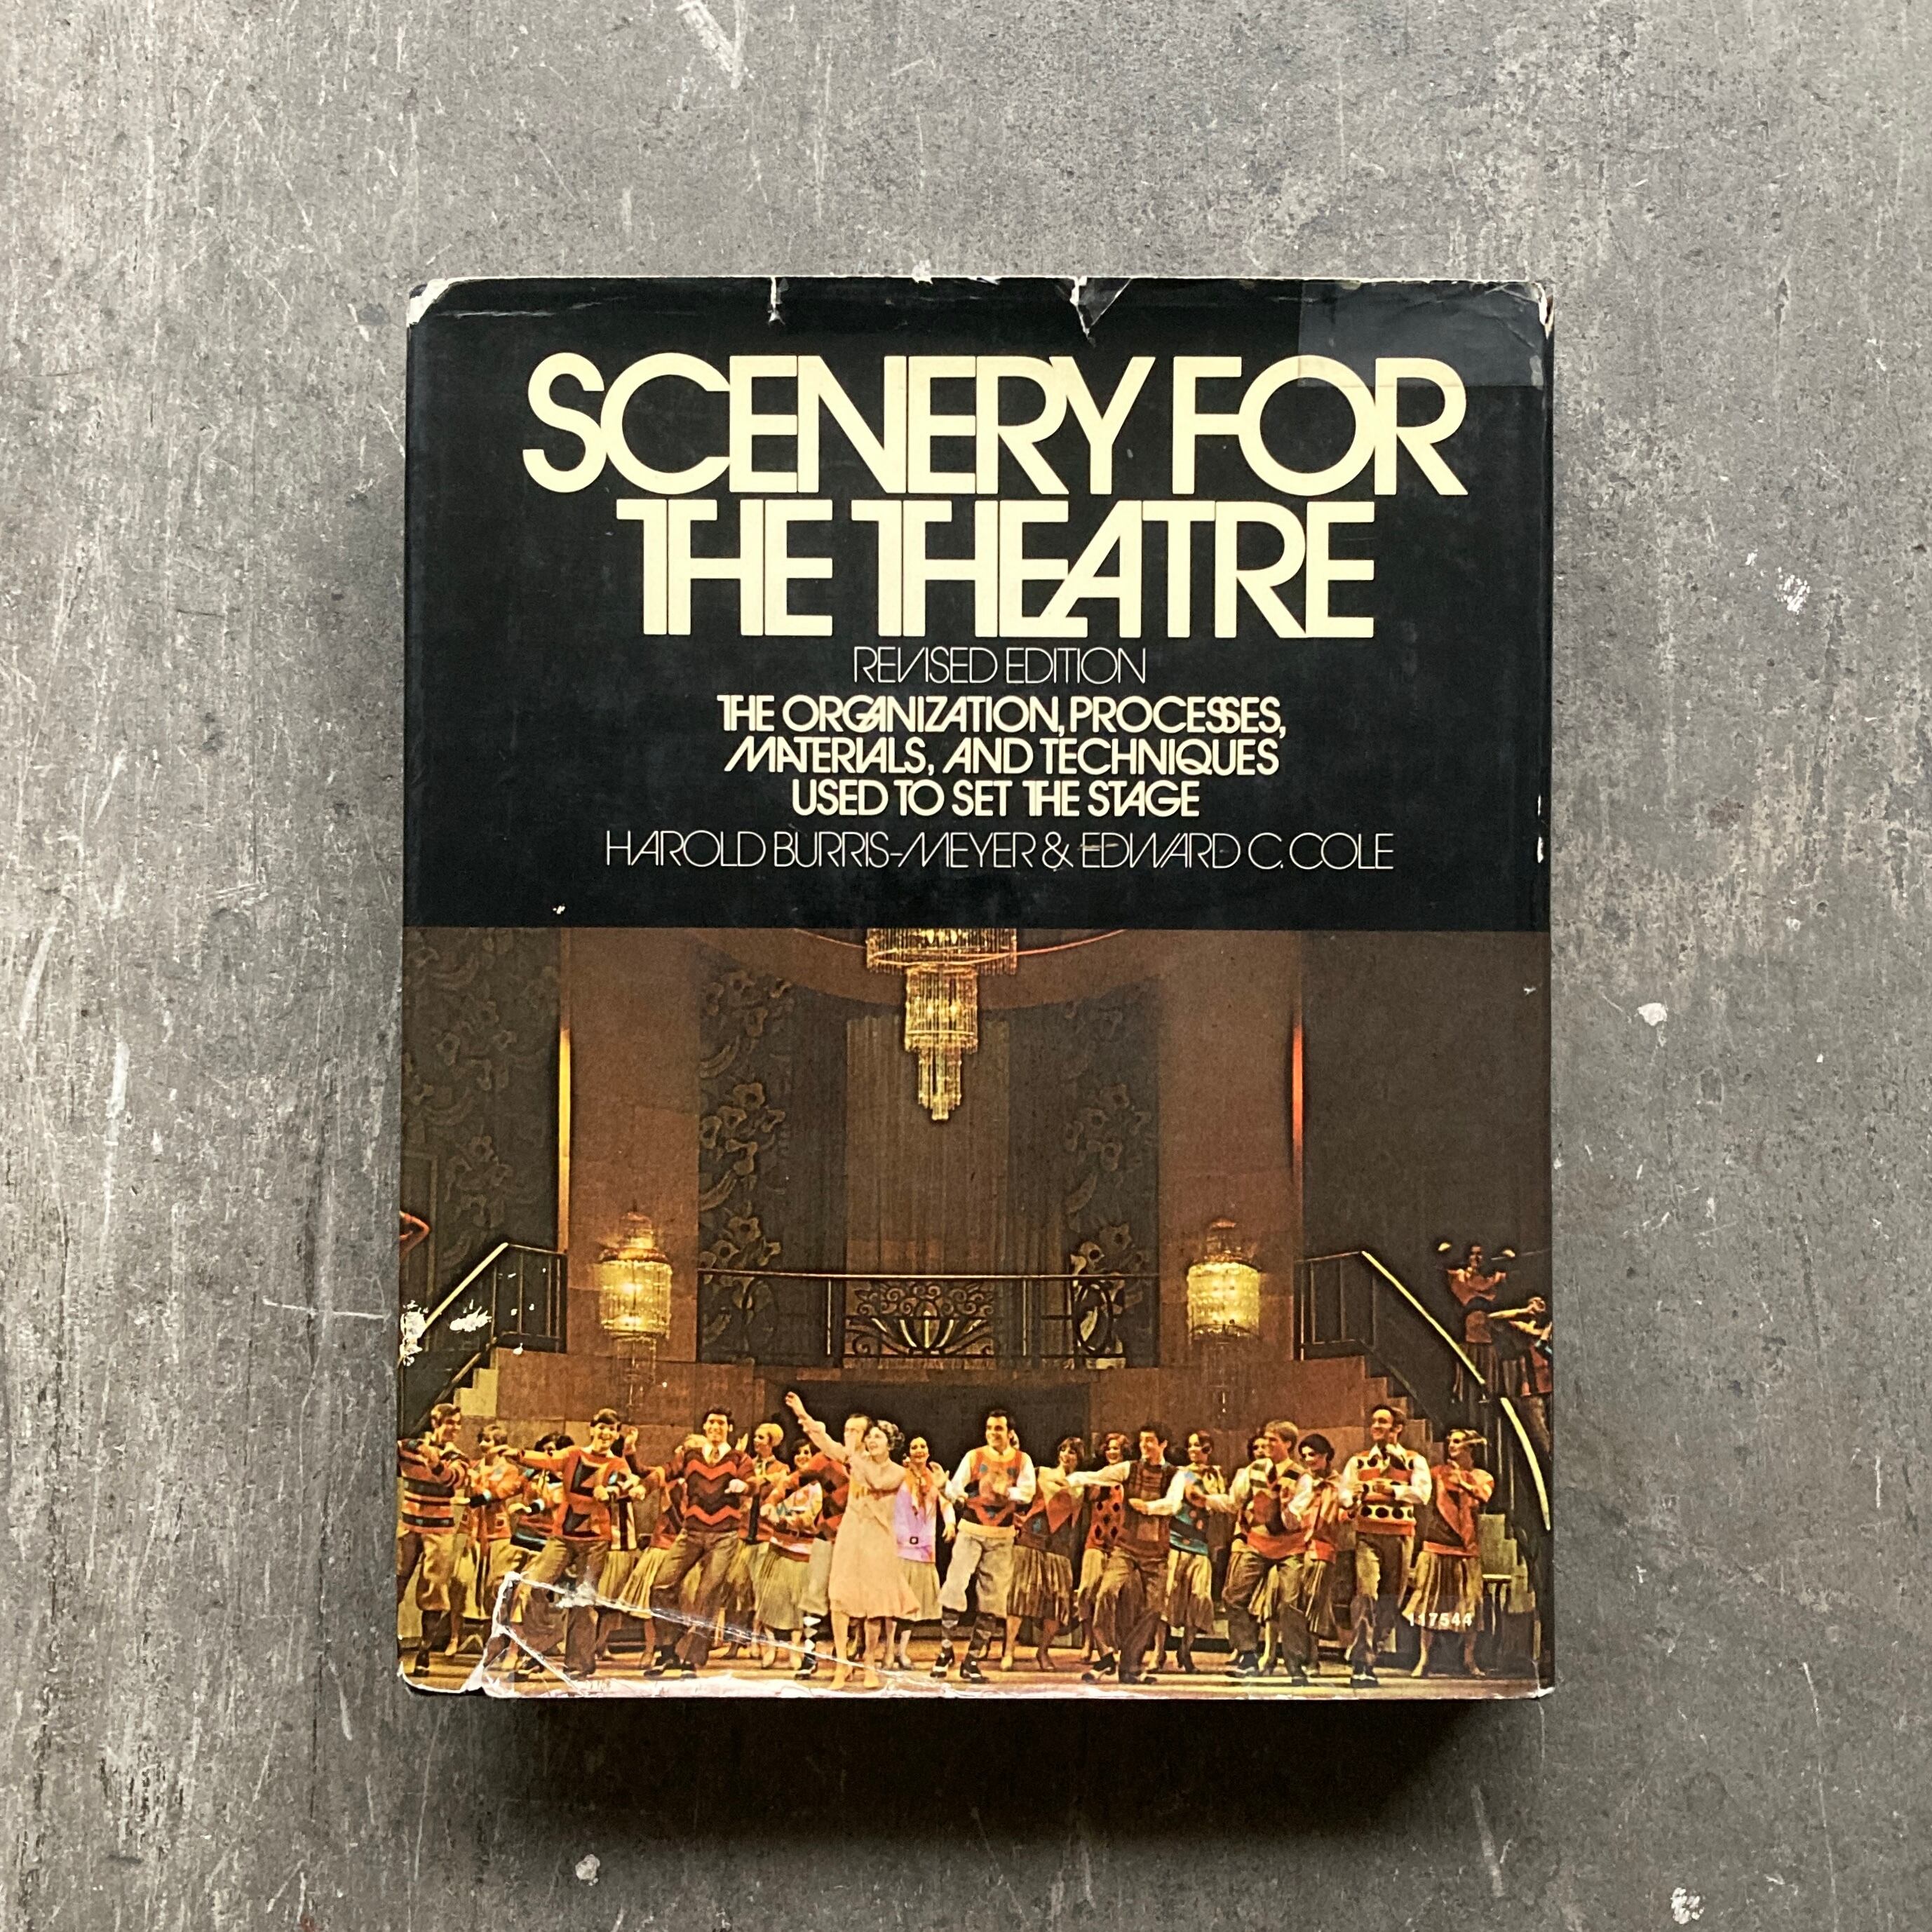 SCENERY FOR
THE THEATRE
REVISED EDITION
THE ORGANIZATION, PROCESSES,
MATERIALS, AND TECHNIQUES
USED TO SET THE STAGE
HAROLD BURRIS-MEYER & EDWARD C. COLE
117544